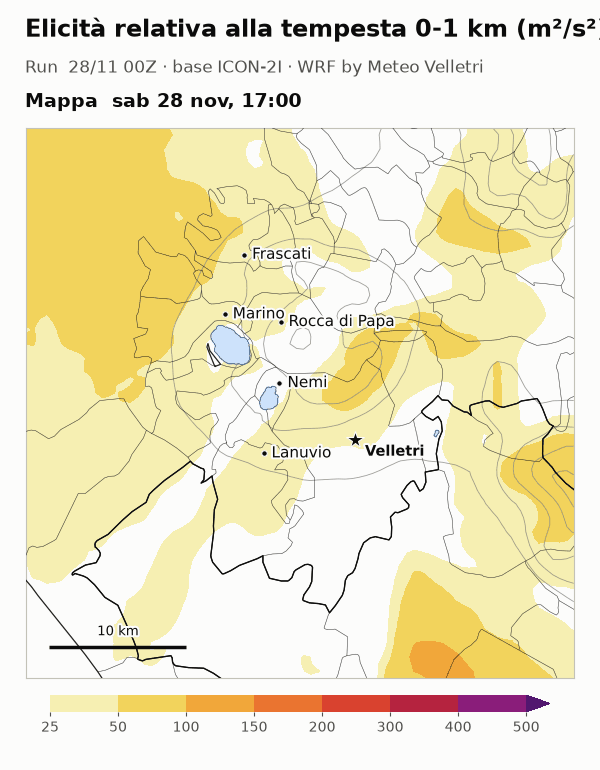 Elicità relativa alla tempesta 0-1 km (m²/s²)
Run 28/11 00Z · base ICON-2I · WRF by Meteo Velletri
Mappa sab 28 nov, 17:00
Frascati
Marino
Rocca di Papa
Nemi
Velletri
Lanuvio
10 km
25 50 100 150 200 300 400 500